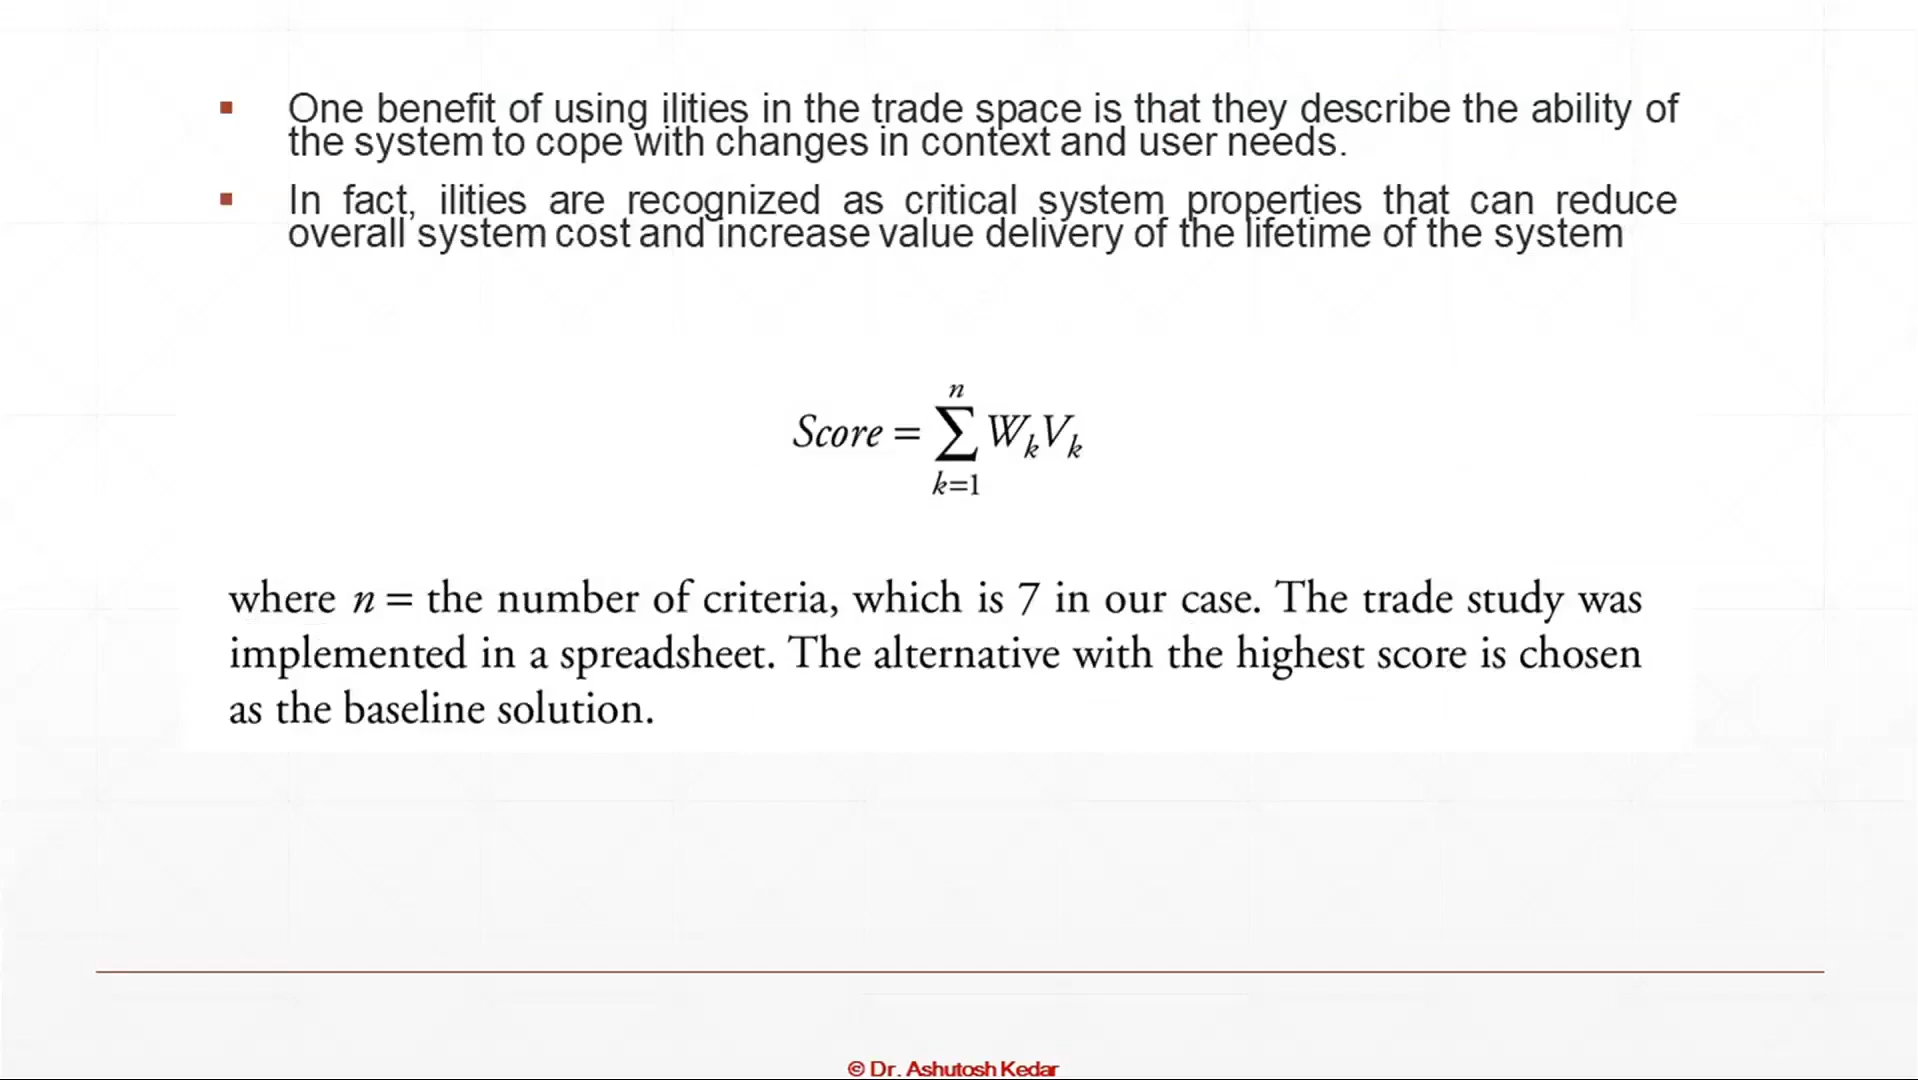 ▪ One benefit of using ilities in the trade space is that they describe the ability of
the system to cope with changes in context and user needs.
▪ In fact, ilities are recognized as critical system properties that can reduce
overall system cost and increase value delivery of the lifetime of the system
n
Score = ∑ WₖVₖ
k=1
where n = the number of criteria, which is 7 in our case. The trade study was
implemented in a spreadsheet. The alternative with the highest score is chosen
as the baseline solution.
© Dr. Ashutosh Kedar